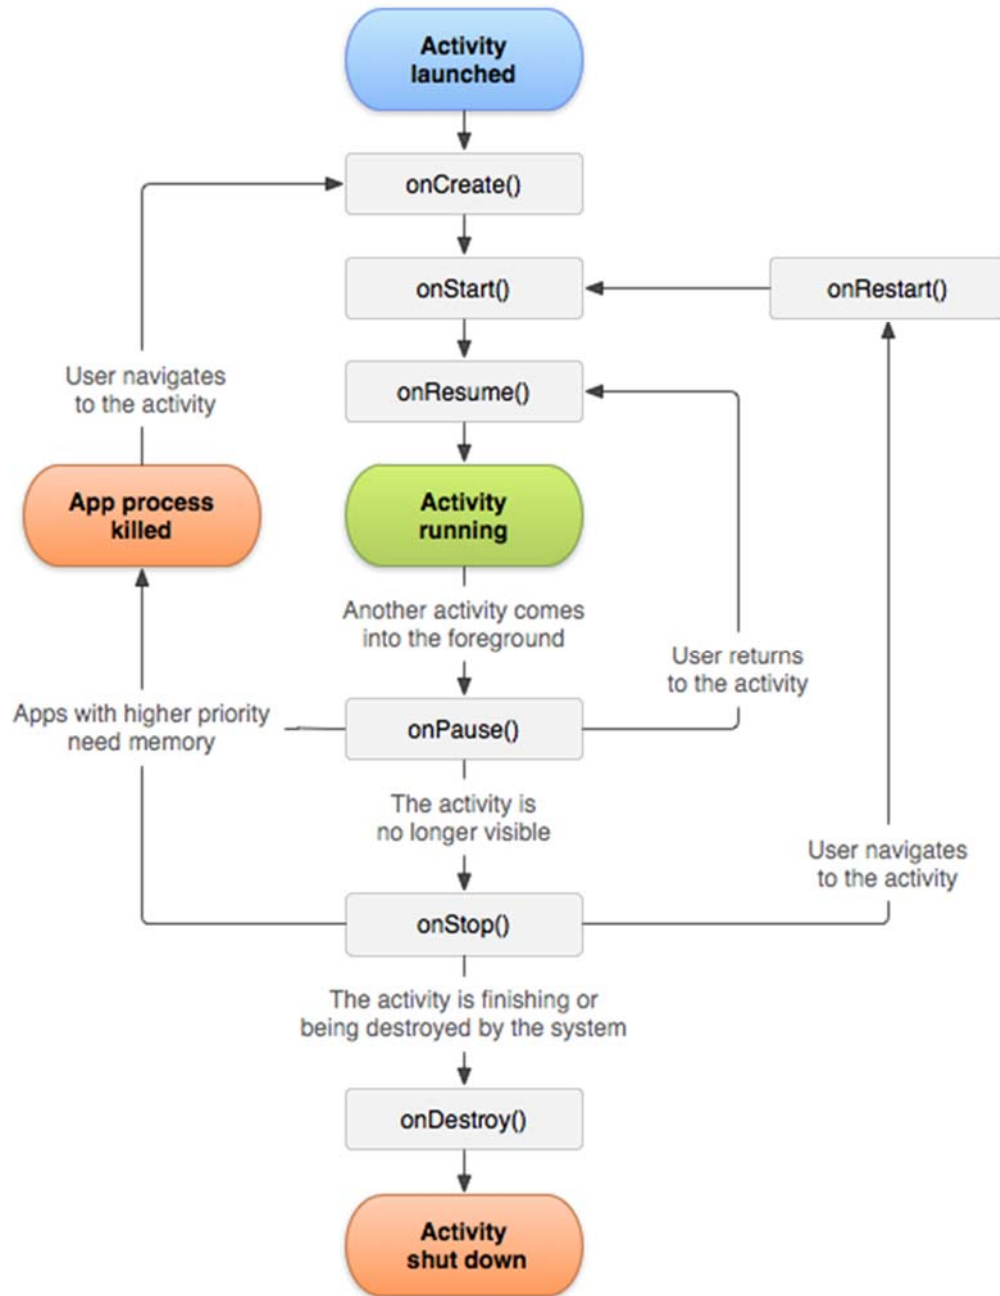 Activity
launched
onCreate()
onStart()
onRestart()
User navigates
to the activity
onResume()
App process
killed
Activity
running
Another activity comes
into the foreground
User returns
to the activity
Apps with higher priority
need memory
onPause()
The activity is
no longer visible
User navigates
to the activity
onStop()
The activity is finishing or
being destroyed by the system
onDestroy()
Activity
shut down